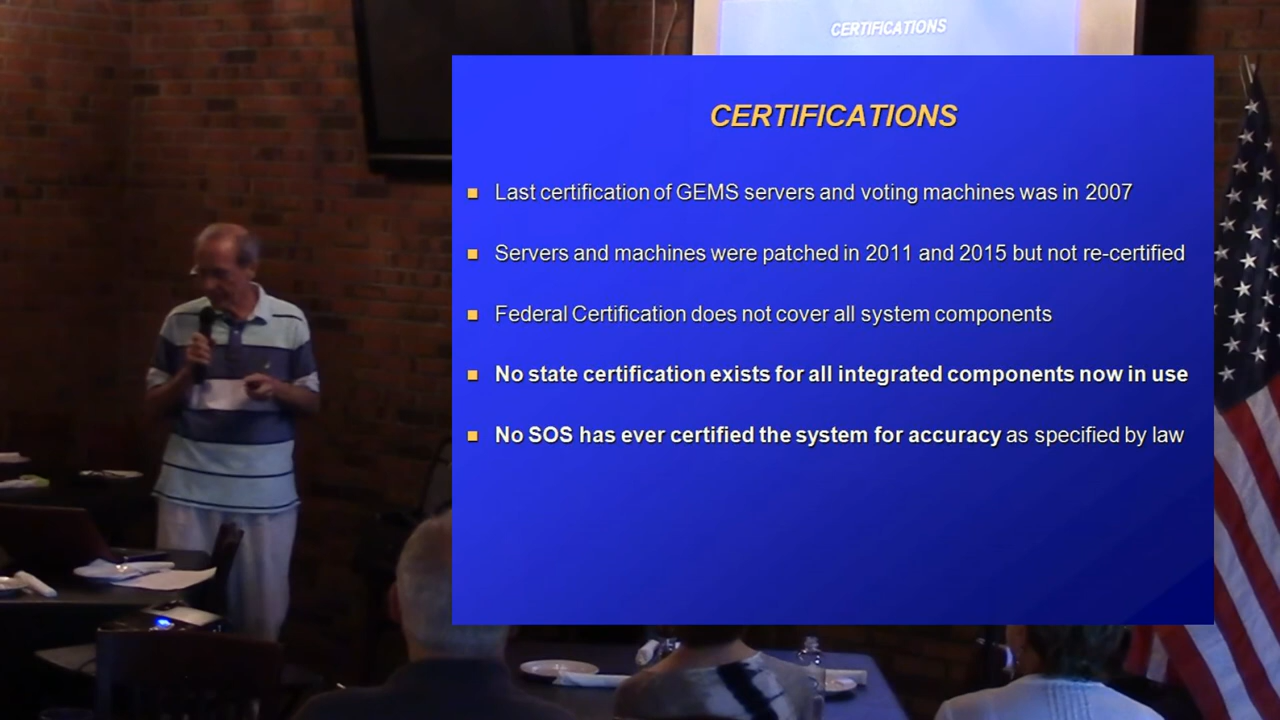 CERTIFICATIONS
CERTIFICATIONS
Last certification of GEMS servers and voting machines was in 2007
Servers and machines were patched in 2011 and 2015 but not re-certified
Federal Certification does not cover all system components
No state certification exists for all integrated components now in use
No SOS has ever certified the system for accuracy as specified by law